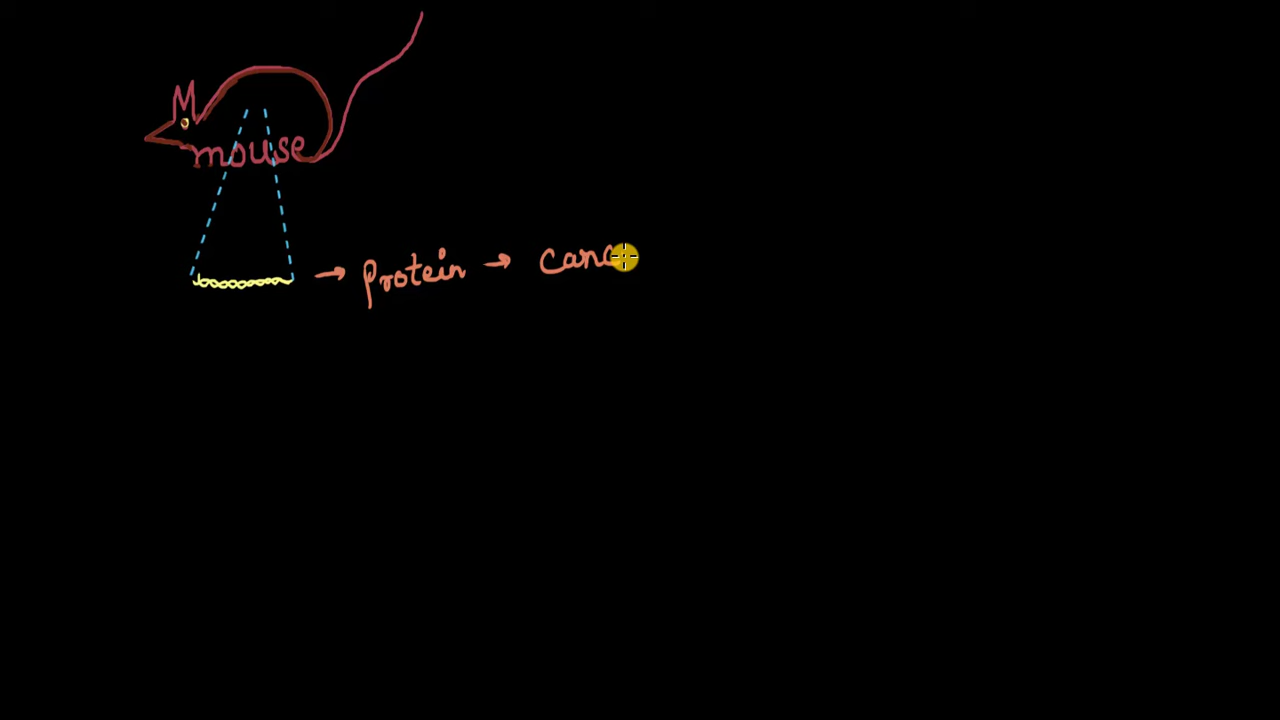 mouse
→ protein → canc